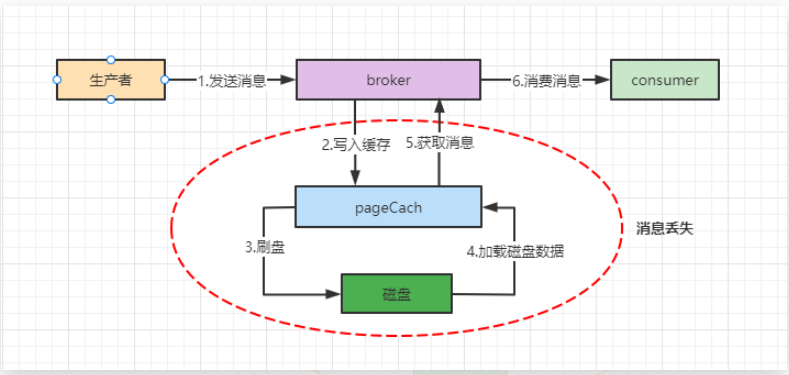 生产者
1.发送消息
broker
6.消费消息
consumer
2.写入缓存
5.获取消息
pageCach
消息丢失
3.刷盘
4.加载磁盘数据
磁盘